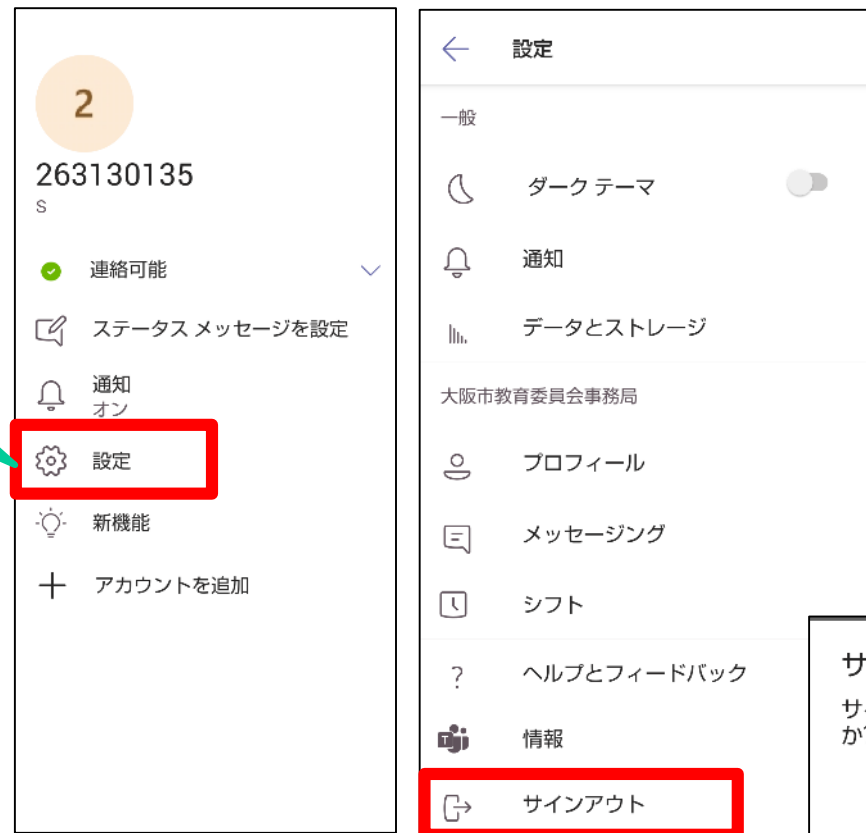 2
263130135
S
連絡可能
ステータス メッセージを設定
通知
オン
設定
新機能
アカウントを追加
設定
一般
ダーク テーマ
通知
データとストレージ
大阪市教育委員会事務局
プロフィール
メッセージング
シフト
ヘルプとフィードバック
情報
サインアウト
サ
サ
か